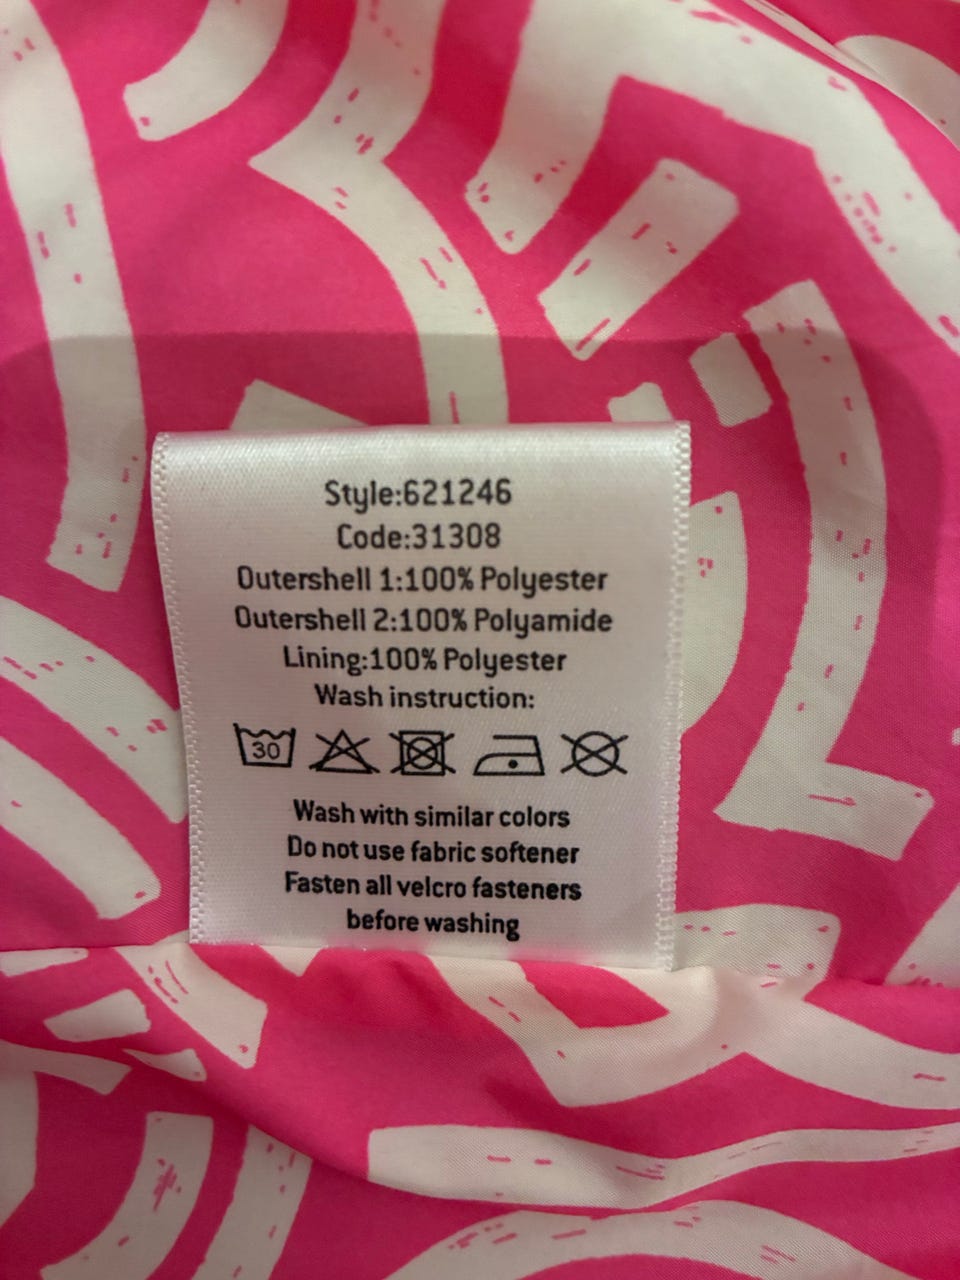 Style:621246
Code:31308
Outershell 1:100% Polyester
Outershell 2:100% Polyamide
Lining:100% Polyester
Wash instruction:
30
Wash with similar colors
Do not use fabric softener
Fasten all velcro fasteners
before washing